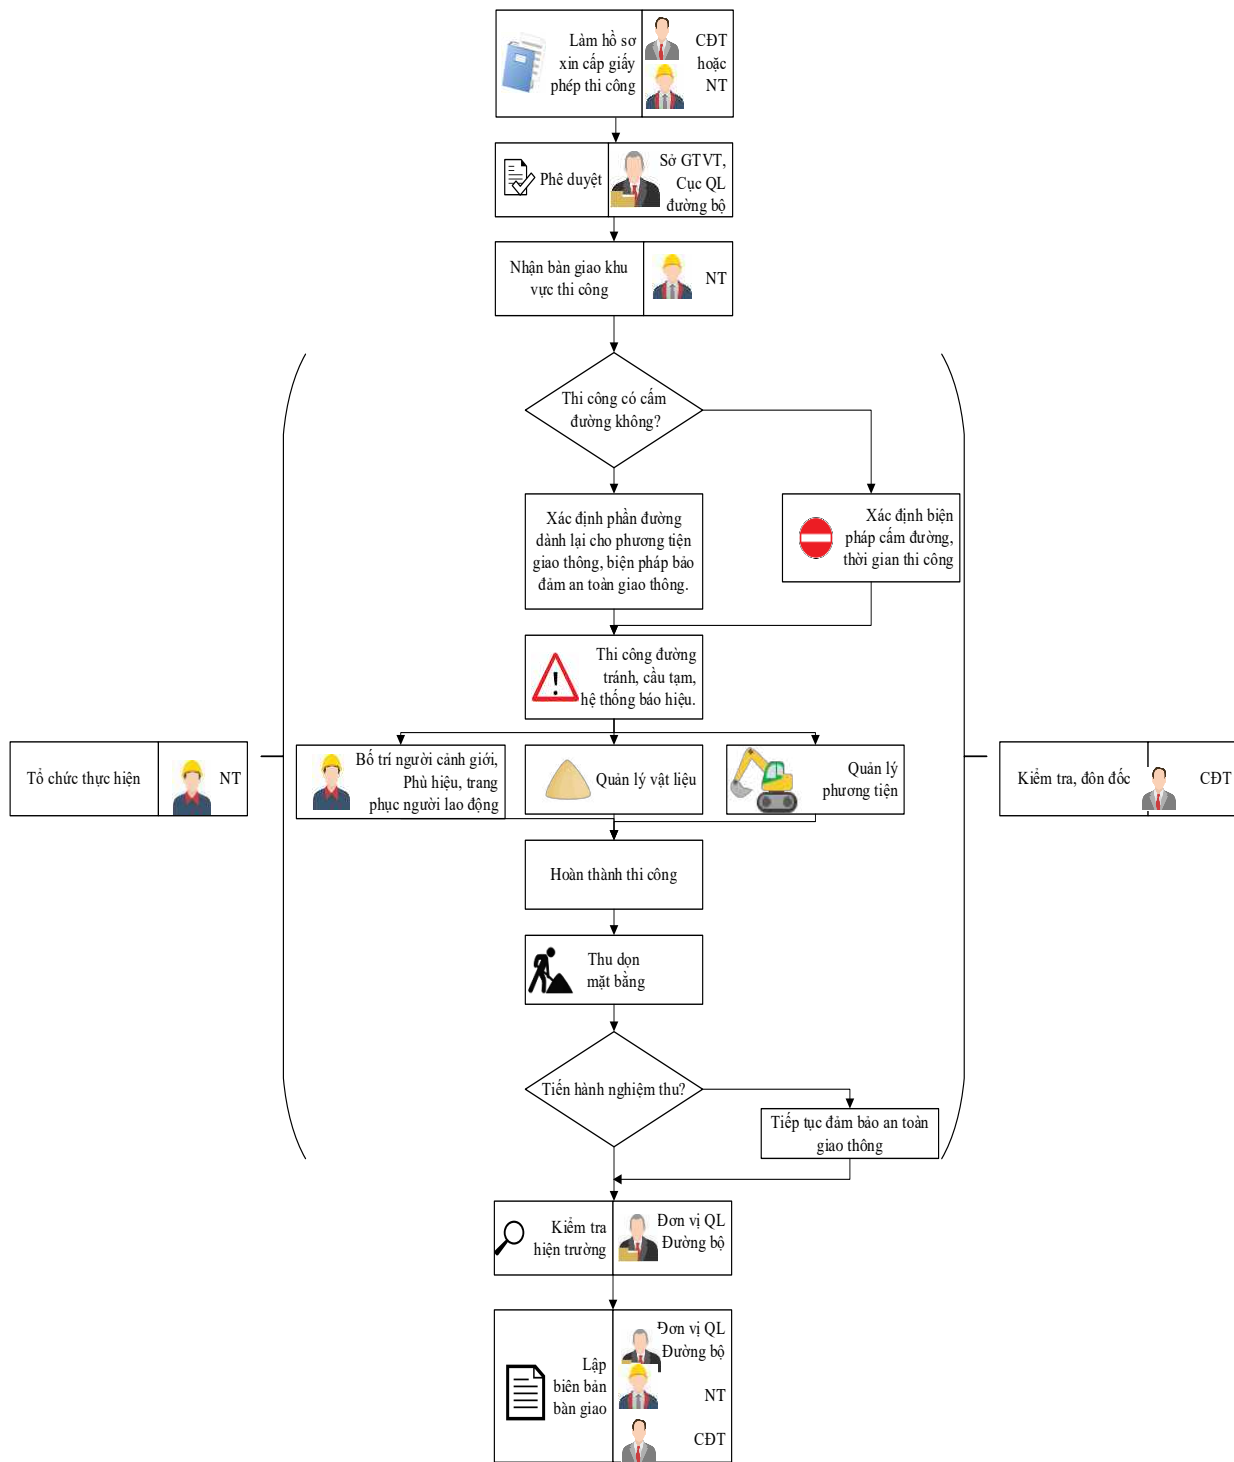 Làm hồ sơ
xin cấp giấy
phép thi công
CĐT
hoặc
NT
Phê duyệt
Sở GTVT,
Cục QL
đường bộ
Nhận bàn giao khu
vực thi công
NT
Thi công có cấm
đường không?
Xác định phần đường
dành lại cho phương tiện
giao thông, biện pháp bảo
đảm an toàn giao thông.
Xác định biện
pháp cấm đường,
thời gian thi công
Thi công đường
tránh, cầu tạm,
hệ thống báo hiệu.
Tổ chức thực hiện
NT
Bố trí người cảnh giới,
Phù hiệu, trang
phục người lao động
Quản lý vật liệu
Quản lý
phương tiện
Kiểm tra, đôn đốc
CĐT
Hoàn thành thi công
Thu dọn
mặt bằng
Tiến hành nghiệm thu?
Tiếp tục đảm bảo an toàn
giao thông
Kiểm tra
hiện trường
Đơn vị QL
Đường bộ
Lập
biên bản
bàn giao
Đơn vị QL
Đường bộ
NT
CĐT